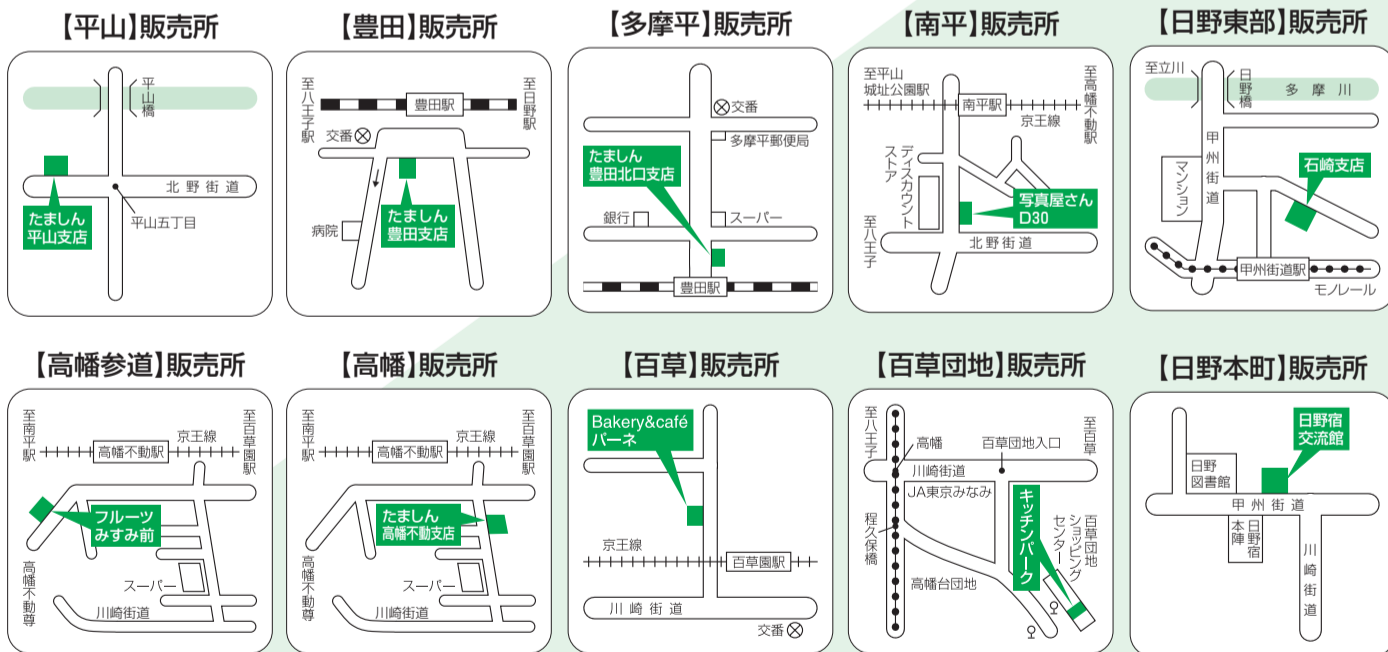 【平山】販売所
平山橋
北野街道
たましん
平山支店
平山五丁目
【豊田】販売所
至八王子駅
豊田駅
至日野駅
交番
たましん
豊田支店
病院
【多摩平】販売所
交番
多摩平郵便局
たましん
豊田北口支店
銀行
スーパー
豊田駅
【南平】販売所
至平山
城址公園駅
南平駅
京王線
至高幡不動駅
ディスカウント
ストア
写真屋さん
D30
至八王子
北野街道
【日野東部】販売所
至立川
日野橋
多摩川
甲州街道
マンション
石崎支店
甲州街道駅
モノレール
【高幡参道】販売所
至南平駅
京王線
高幡不動駅
至百草園駅
フルーツ
みすみ前
スーパー
高幡不動尊
川崎街道
【高幡】販売所
至南平駅
京王線
高幡不動駅
至百草園駅
たましん
高幡不動支店
スーパー
高幡不動尊
川崎街道
【百草】販売所
Bakery&café
パーネ
京王線
百草園駅
川崎街道
交番
【百草団地】販売所
至八王子
高幡
百草団地入口
至百草
川崎街道
JA東京みなみ
程久保橋
キッチンパーク
百草団地
ショッピング
センター
高幡台団地
【日野本町】販売所
日野宿
交流館
日野
図書館
甲州街道
日野宿
本陣
川崎街道